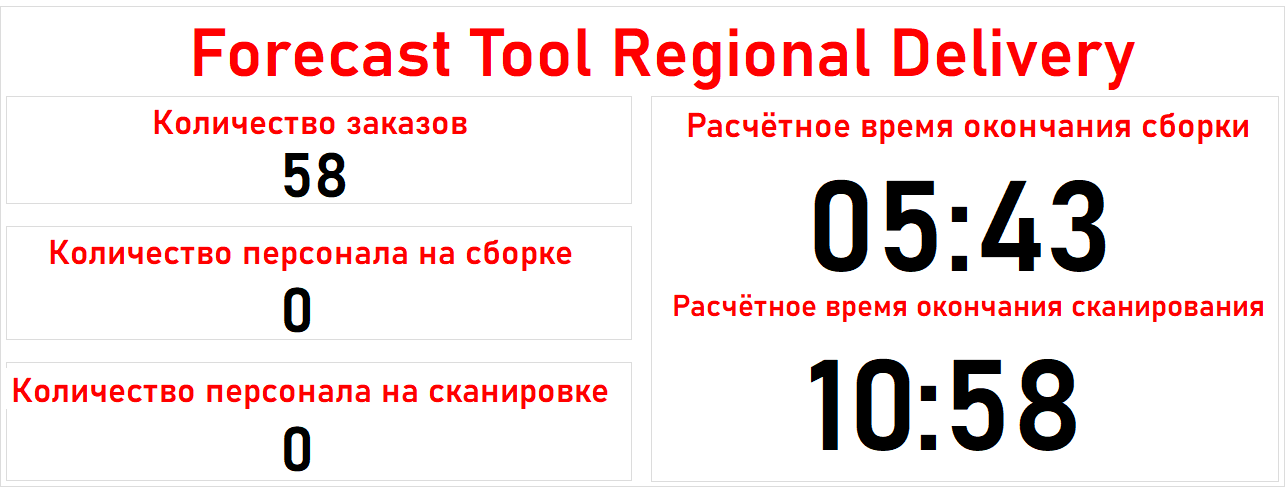 Forecast Tool Regional Delivery
Количество заказов
58
Количество персонала на сборке
0
Количество персонала на сканировке
0
Расчётное время окончания сборки
05:43
Расчётное время окончания сканирования
10:58